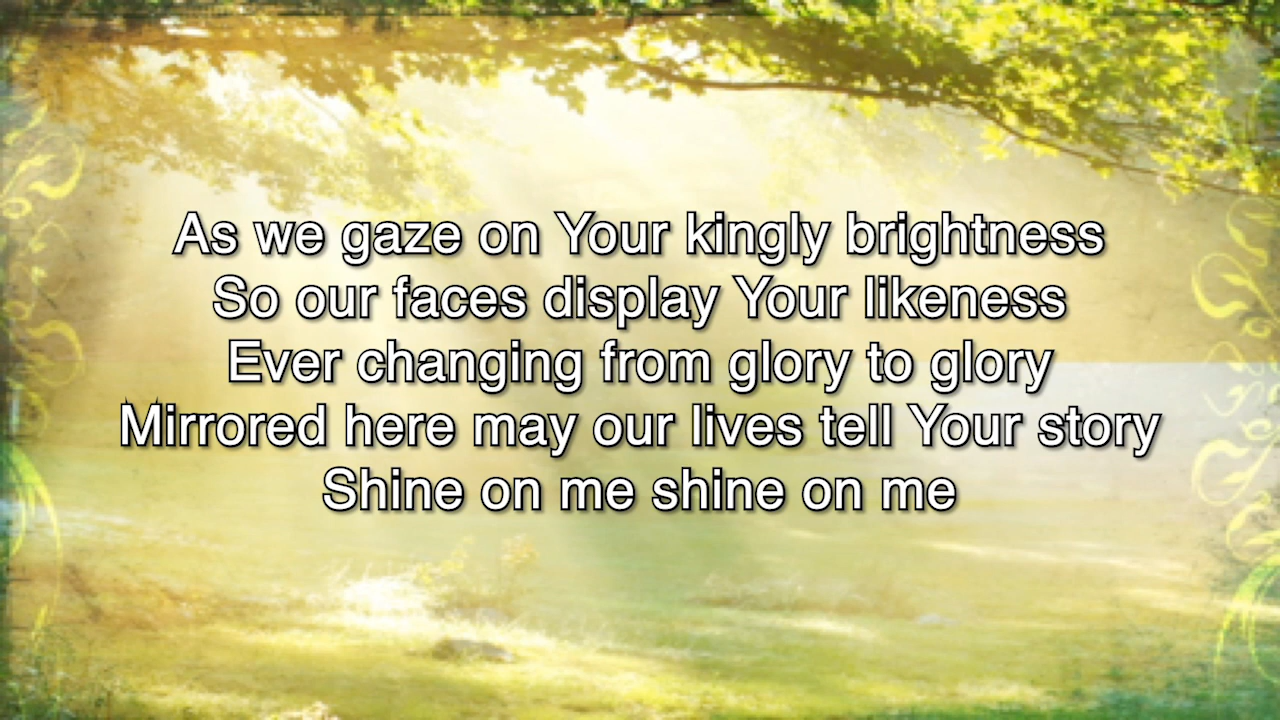 As we gaze on Your kingly brightness
So our faces display Your likeness
Ever changing from glory to glory
Mirrored here may our lives tell Your story
Shine on me shine on me